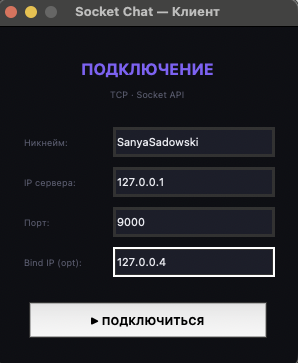 Socket Chat — Клиент
ПОДКЛЮЧЕНИЕ
TCP · Socket API
Никнейм: SanyaSadowski
IP сервера: 127.0.0.1
Порт: 9000
Bind IP (opt): 127.0.0.4
▶ ПОДКЛЮЧИТЬСЯ